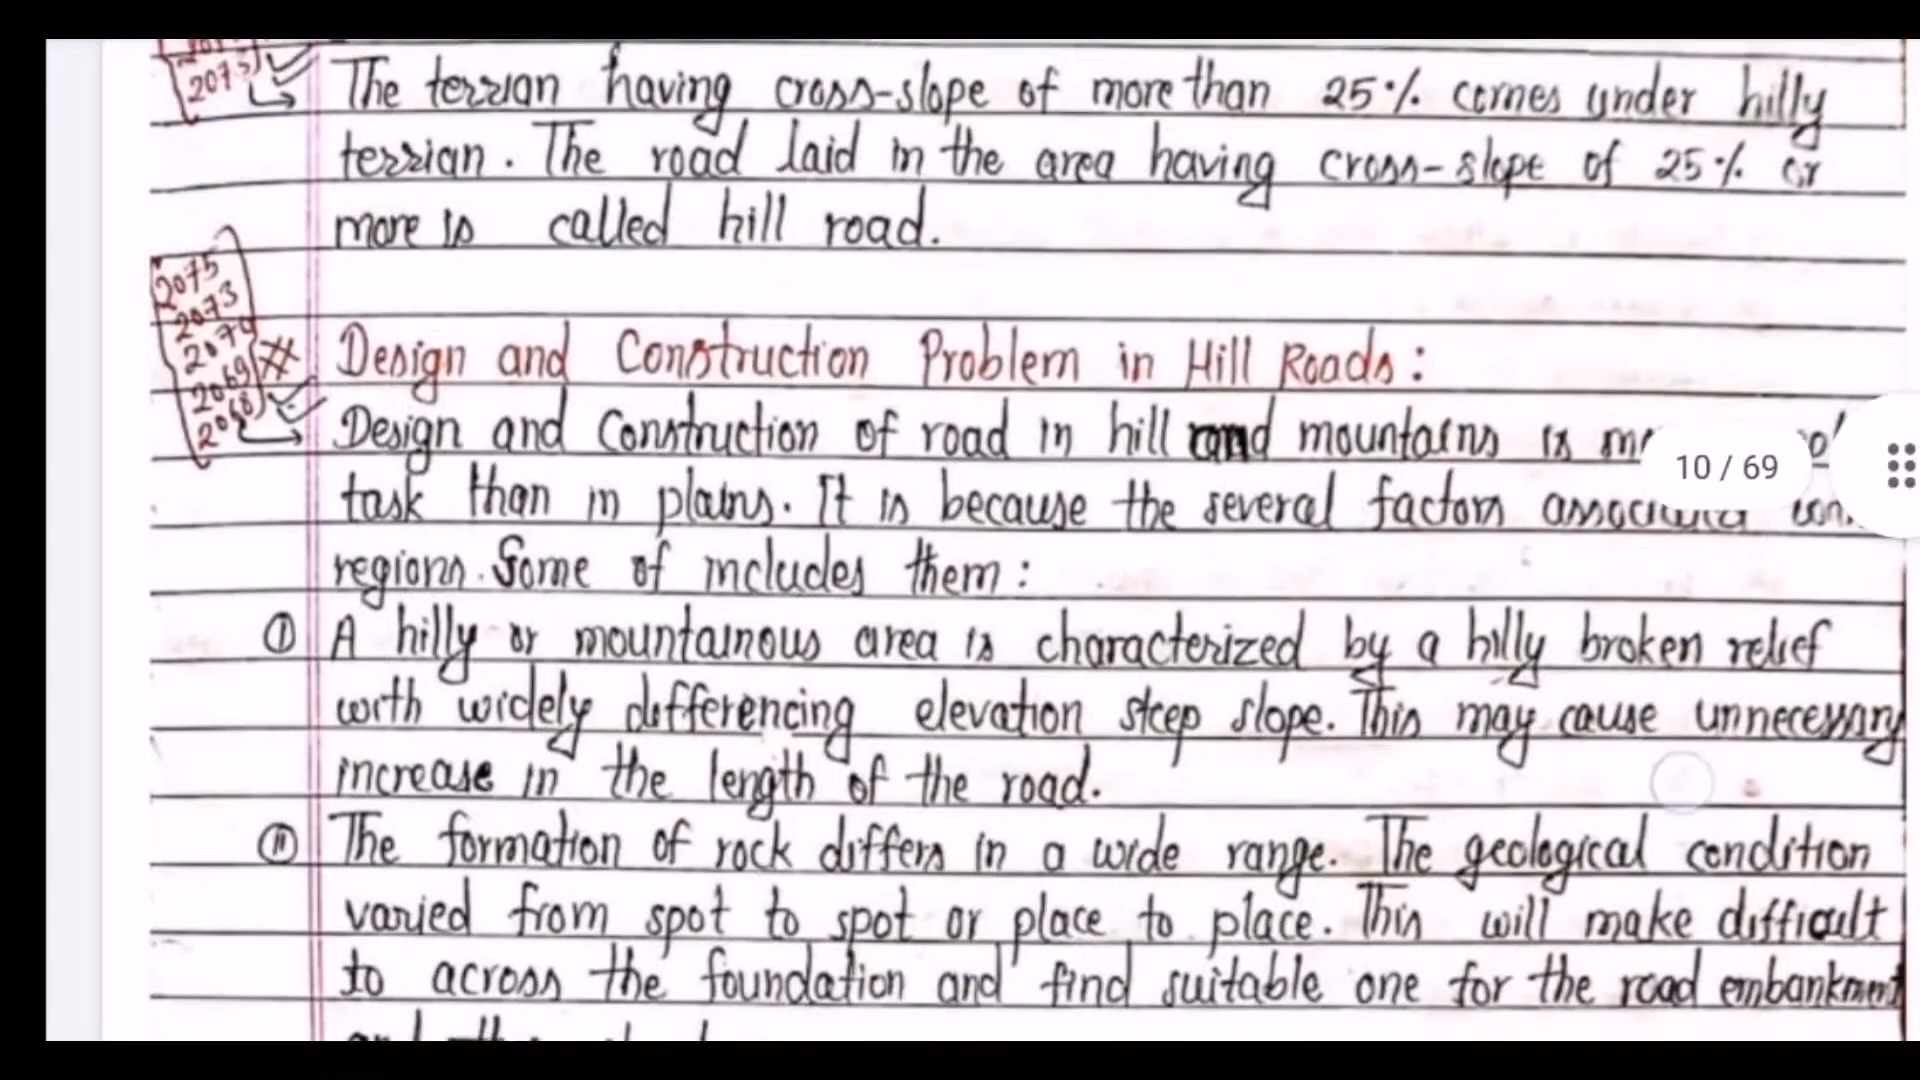 2075
The terrian having cross-slope of more than 25% comes under hilly
terrian. The road laid in the area having cross-slope of 25% or
more is called hill road.
2075
2073
2079
2069
2068
# Design and Construction Problem in Hill Roads:
Design and Construction of road in hill and mountains is
10 / 69
task than in plains. It is because the several factors
regions. Some of includes them:
(I) A hilly or mountainous area is characterized by a hilly broken relief
with widely differencing elevation steep slope. This may cause unnecessary
increase in the length of the road.
(II) The formation of rock differs in a wide range. The geological condition
varied from spot to spot or place to place. This will make difficult
to across the foundation and find suitable one for the road embankment